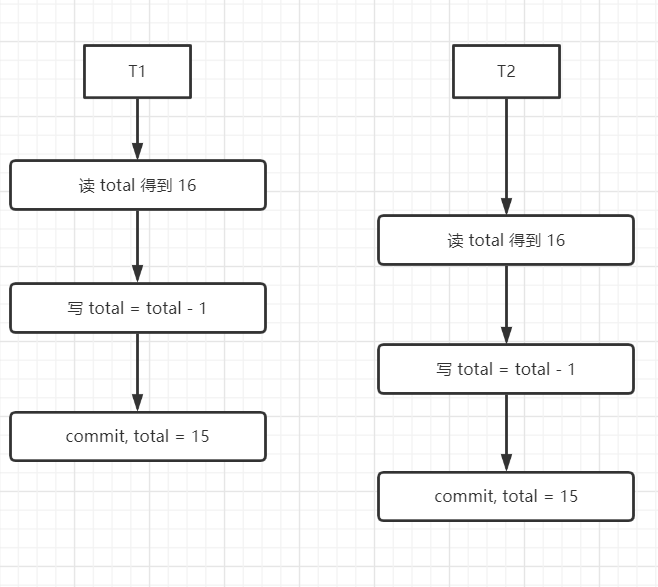 T1
读 total 得到 16
写 total = total - 1
commit, total = 15
T2
读 total 得到 16
写 total = total - 1
commit, total = 15